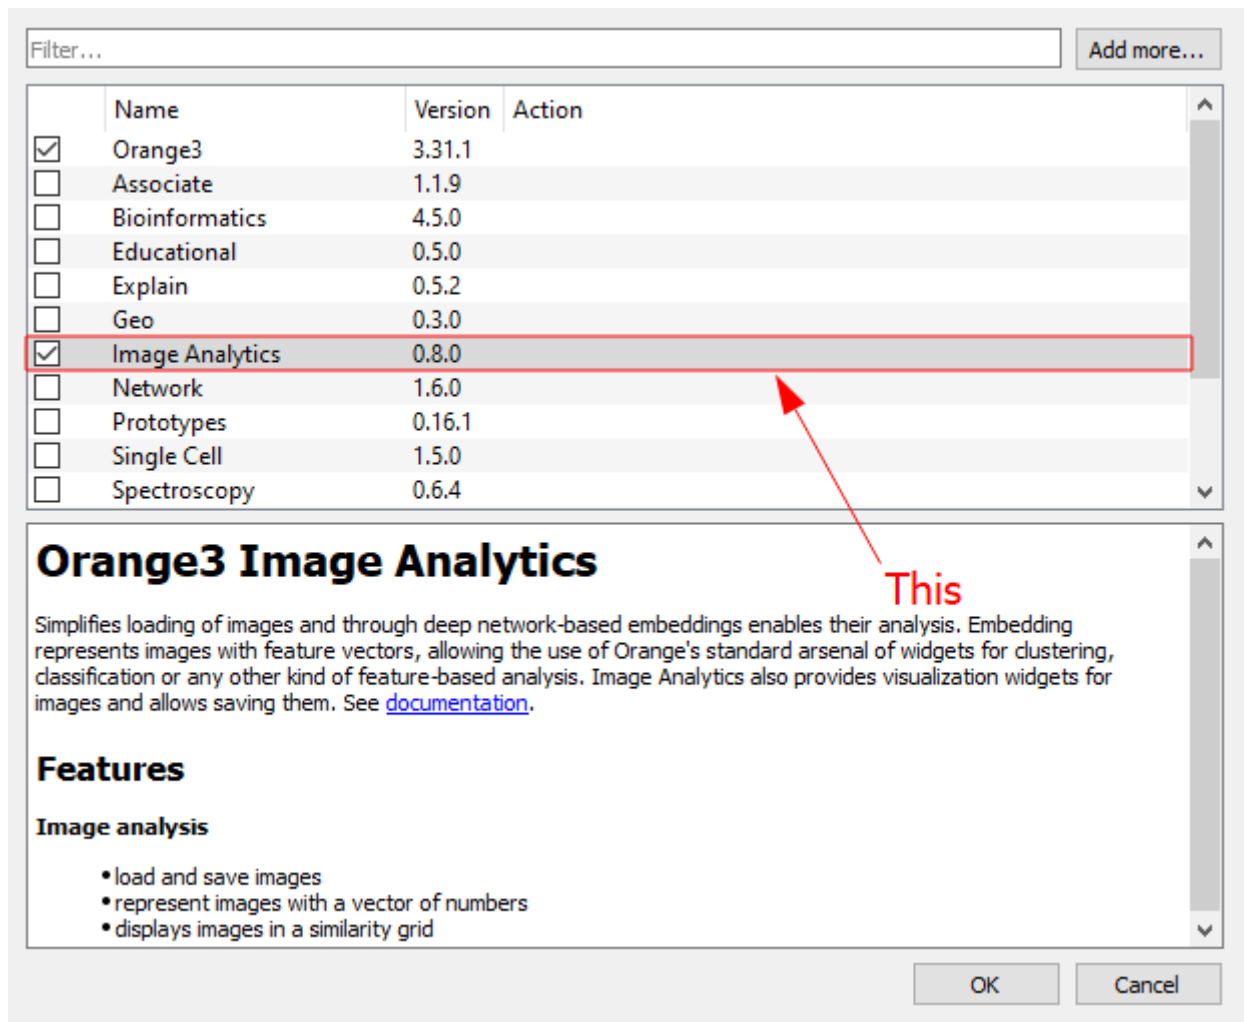 Filter...
Add more...
Name Version Action
Orange3 3.31.1
Associate 1.1.9
Bioinformatics 4.5.0
Educational 0.5.0
Explain 0.5.2
Geo 0.3.0
Image Analytics 0.8.0
Network 1.6.0
Prototypes 0.16.1
Single Cell 1.5.0
Spectroscopy 0.6.4
Orange3 Image Analytics
This
Simplifies loading of images and through deep network-based embeddings enables their analysis. Embedding
represents images with feature vectors, allowing the use of Orange's standard arsenal of widgets for clustering,
classification or any other kind of feature-based analysis. Image Analytics also provides visualization widgets for
images and allows saving them. See documentation.
Features
Image analysis
•load and save images
•represent images with a vector of numbers
•displays images in a similarity grid
OK Cancel